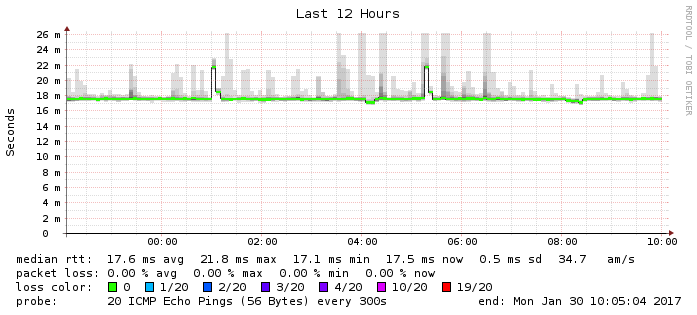 Last 12 Hours
RRDTOOL / TOBI OETIKER
Seconds
26 m
24 m
22 m
20 m
18 m
16 m
14 m
12 m
10 m
8 m
6 m
4 m
2 m
0
00:00 02:00 04:00 06:00 08:00 10:00
median rtt: 17.6 ms avg 21.8 ms max 17.1 ms min 17.5 ms now 0.5 ms sd 34.7 am/s
packet loss: 0.00 % avg 0.00 % max 0.00 % min 0.00 % now
loss color: 0 1/20 2/20 3/20 4/20 10/20 19/20
probe: 20 ICMP Echo Pings (56 Bytes) every 300s end: Mon Jan 30 10:05:04 2017